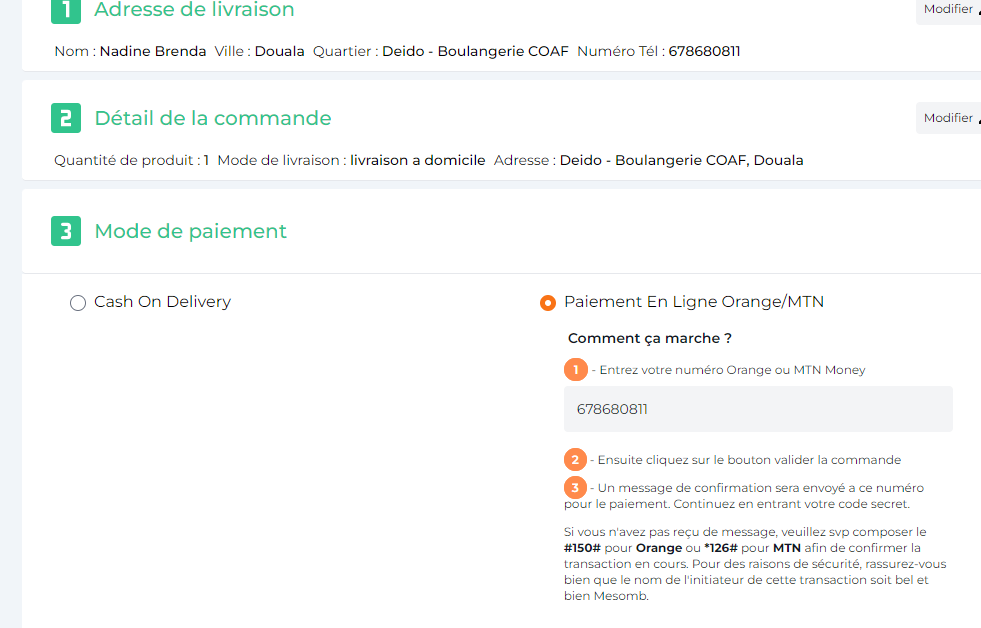 1 Adresse de livraison Modifier
Nom : Nadine Brenda Ville : Douala Quartier : Deido - Boulangerie COAF Numéro Tél : 678680811
2 Détail de la commande Modifier
Quantité de produit : 1 Mode de livraison : livraison a domicile Adresse : Deido - Boulangerie COAF, Douala
3 Mode de paiement
Cash On Delivery
Paiement En Ligne Orange/MTN
Comment ça marche ?
1 - Entrez votre numéro Orange ou MTN Money
678680811
2 - Ensuite cliquez sur le bouton valider la commande
3 - Un message de confirmation sera envoyé a ce numéro
pour le paiement. Continuez en entrant votre code secret.
Si vous n'avez pas reçu de message, veuillez svp composer le
#150# pour Orange ou *126# pour MTN afin de confirmer la
transaction en cours. Pour des raisons de sécurité, rassurez-vous
bien que le nom de l'initiateur de cette transaction soit bel et
bien Mesomb.